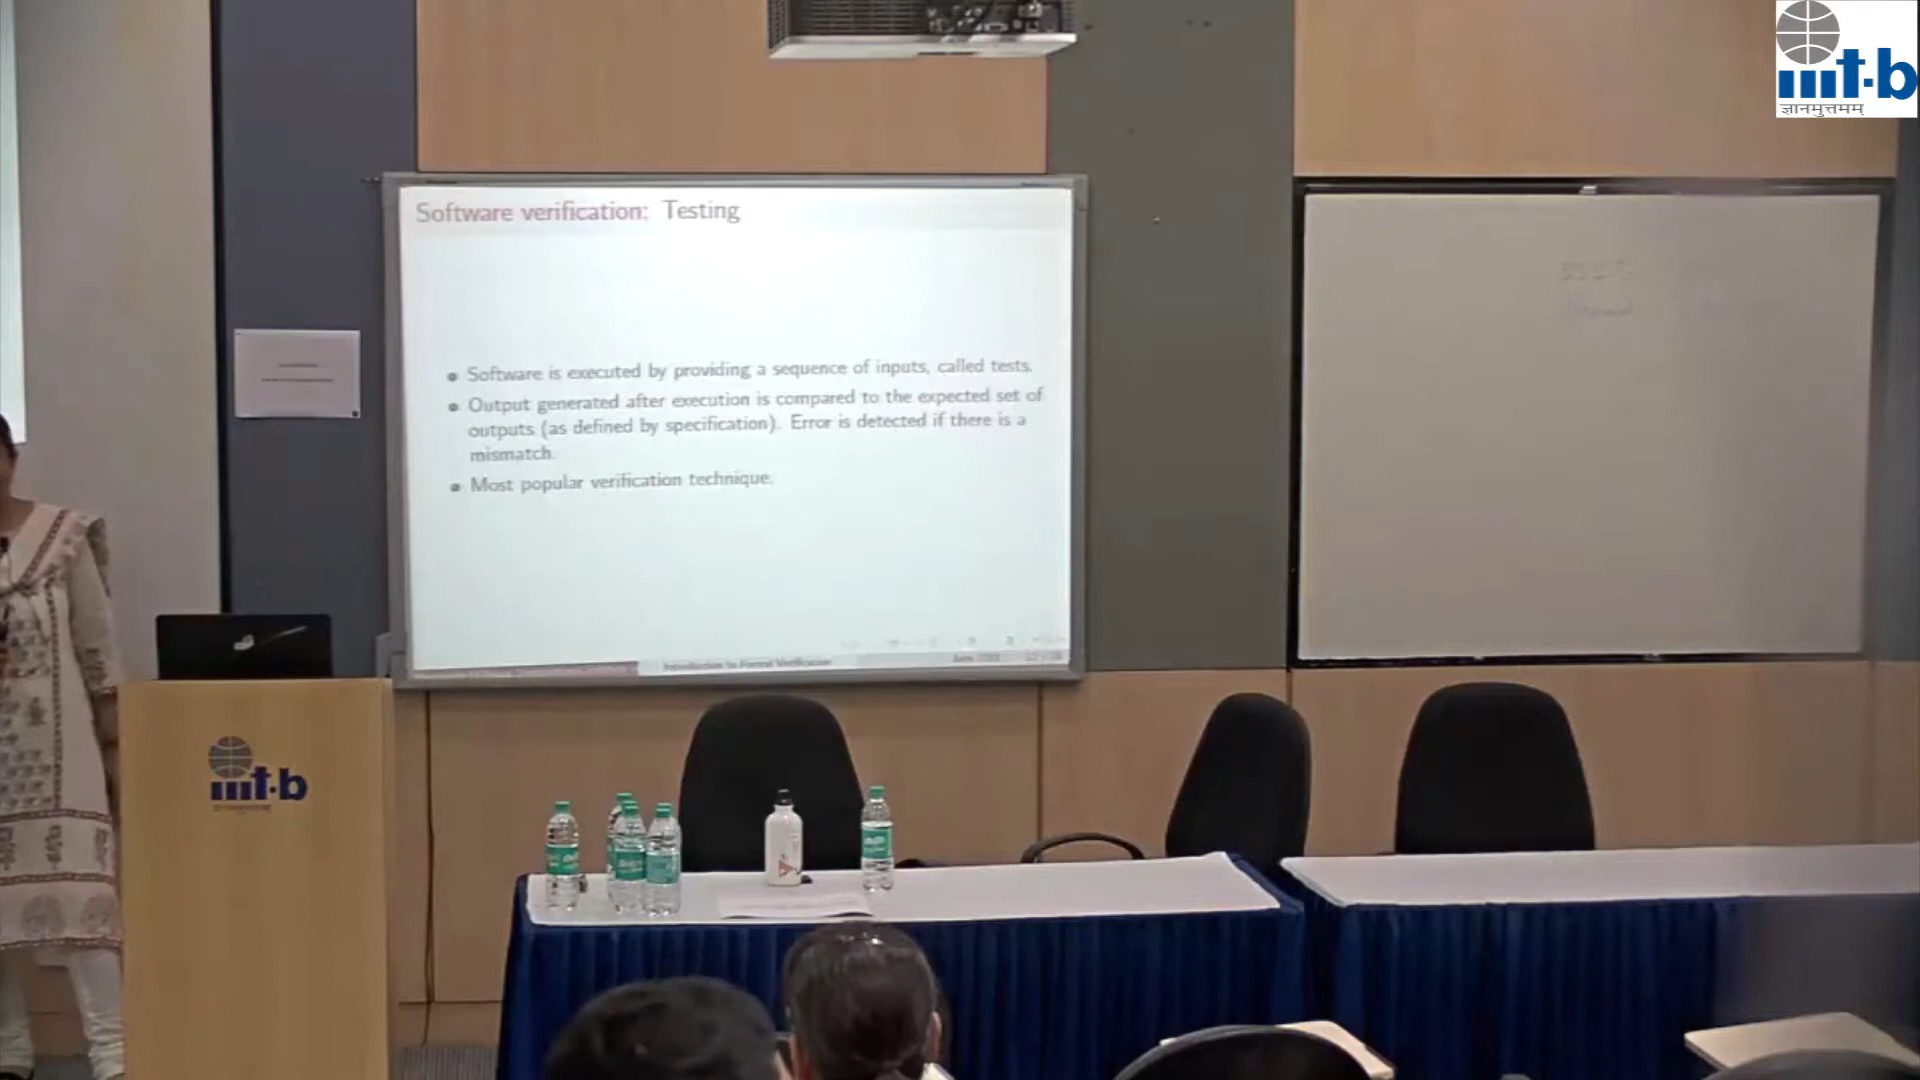 iiit-b
ज्ञानमुत्तमम्
Software verification: Testing
Software is executed by providing a sequence of inputs, called tests.
Output generated after execution is compared to the expected set of
outputs (as defined by specification). Error is detected if there is a
mismatch.
Most popular verification technique.
Introduction to Formal Verification
iiit-b